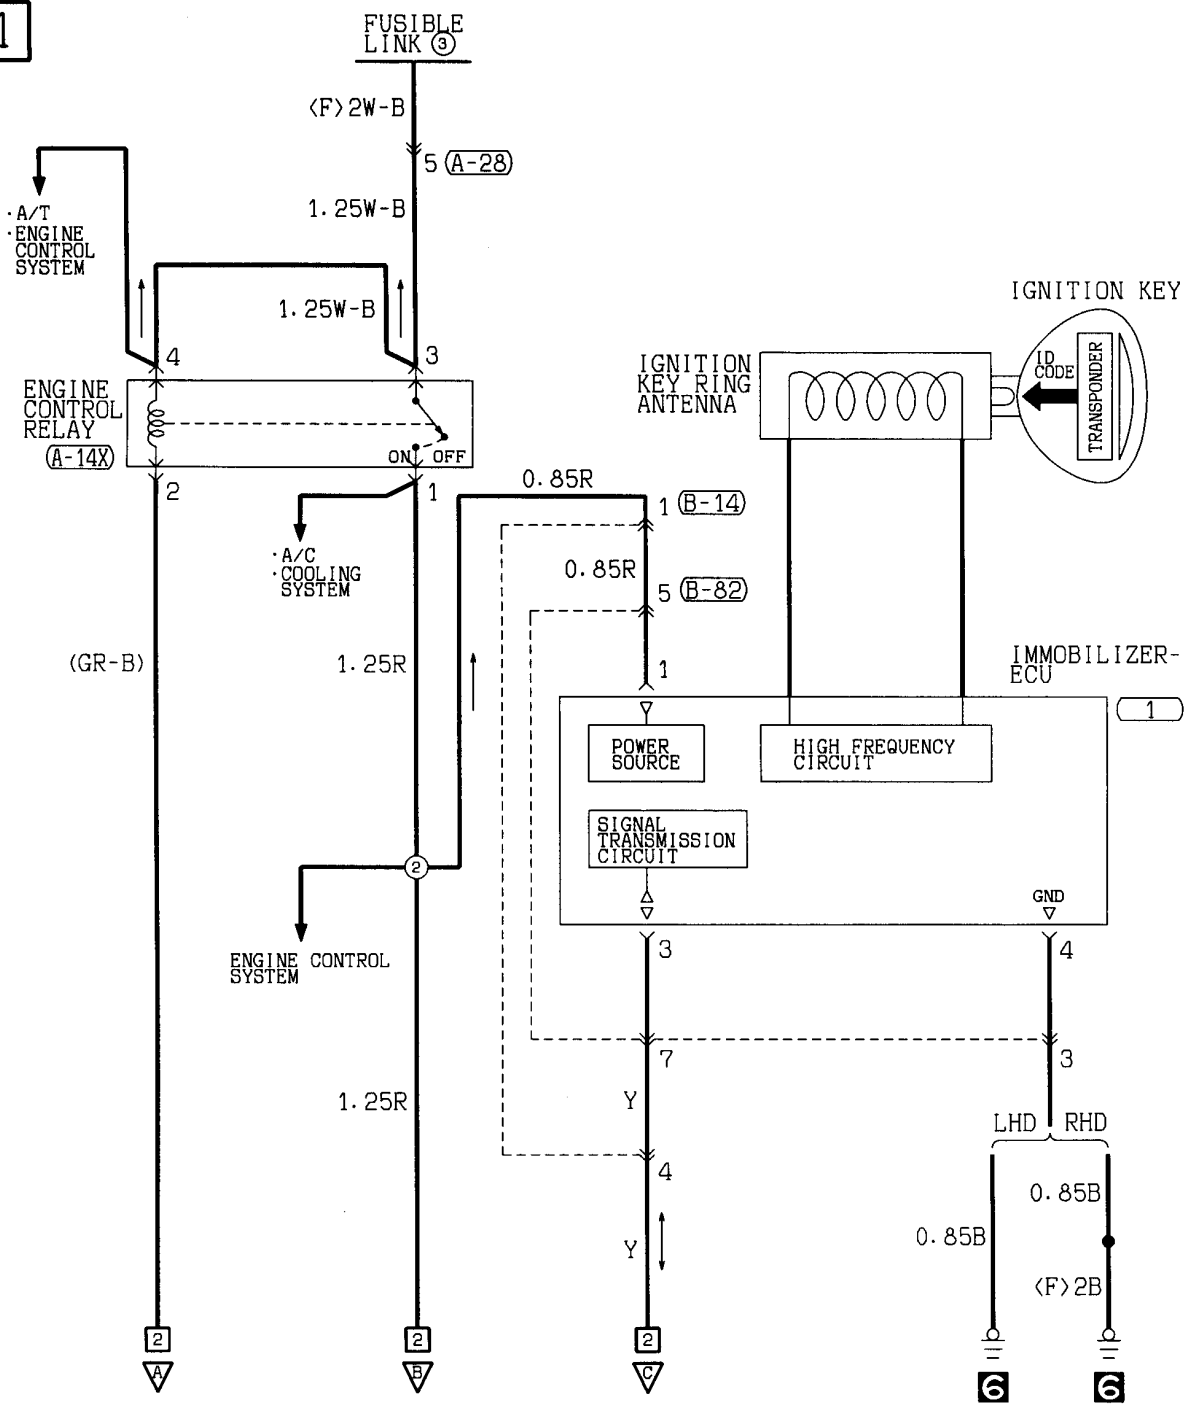 1
FUSIBLE
LINK ③
〈F〉2W-B
5 (A-28)
1.25W-B
·A/T
·ENGINE
CONTROL
SYSTEM
1.25W-B
IGNITION KEY
4
3
ID
CODE
TRANSPONDER
IGNITION
KEY RING
ANTENNA
ENGINE
CONTROL
RELAY
(A-14X)
ON OFF
2
1
0.85R
1 (B-14)
·A/C
·COOLING
SYSTEM
0.85R
5 (B-82)
(GR-B)
1.25R
1
IMMOBILIZER-
ECU
1
POWER
SOURCE
HIGH FREQUENCY
CIRCUIT
SIGNAL
TRANSMISSION
CIRCUIT
2
GND
ENGINE CONTROL
SYSTEM
3
4
7
3
1.25R
Y
LHD RHD
4
0.85B
0.85B
Y
〈F〉2B
2
2
2
A
B
C
6
6